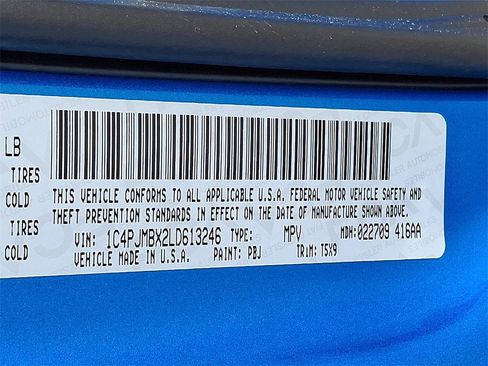 LB
TIRES
COLD
TIRES
COLD
THIS VEHICLE CONFORMS TO ALL APPLICABLE U.S.A. FEDERAL MOTOR VEHICLE SAFETY AND
THEFT PREVENTION STANDARDS IN EFFECT ON THE DATE OF MANUFACTURE SHOWN ABOVE.
VIN: 1C4PJMBX2LD613246 TYPE: MPV MDH:022709 416AA
VEHICLE MADE IN U.S.A. PAINT: PBJ TRIM: T5X9